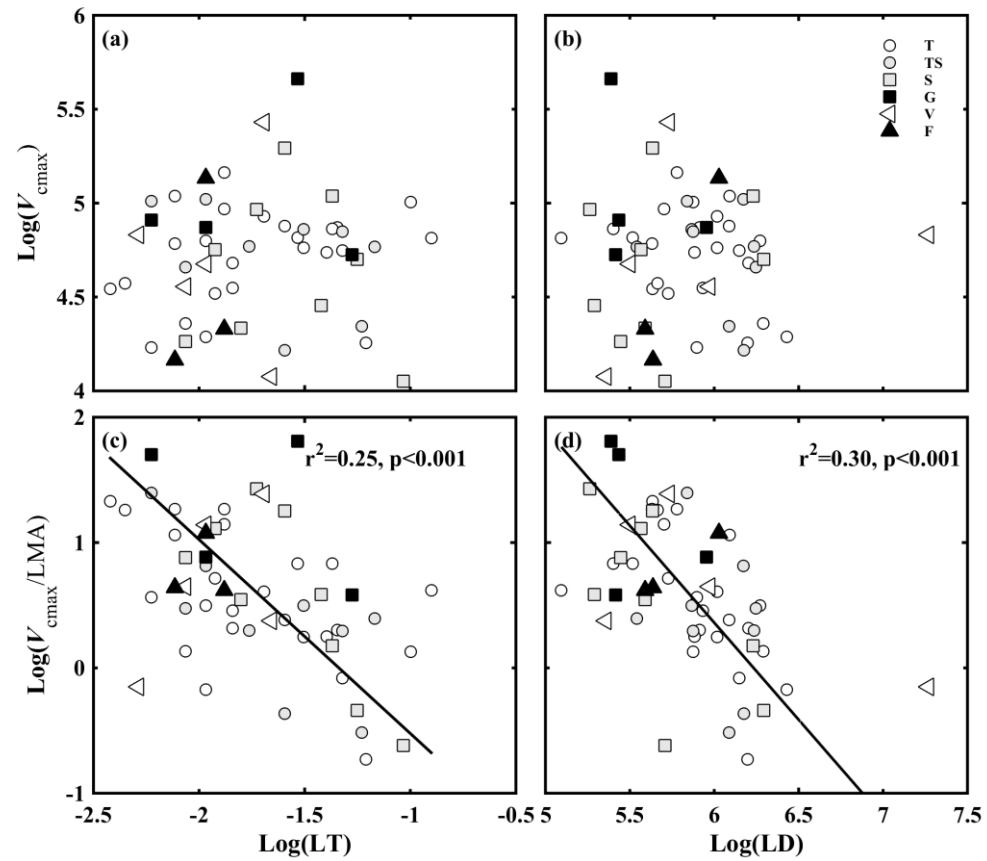 6
5.5
5
4.5
4
Log(Vcmax)
(a)
(b)
T
TS
S
G
V
F
2
1
0
-1
Log(Vcmax/LMA)
(c)
r²=0.25, p<0.001
(d)
r²=0.30, p<0.001
-2.5 -2 -1.5 -1 -0.5
5 5.5 6 6.5 7 7.5
Log(LT)
Log(LD)